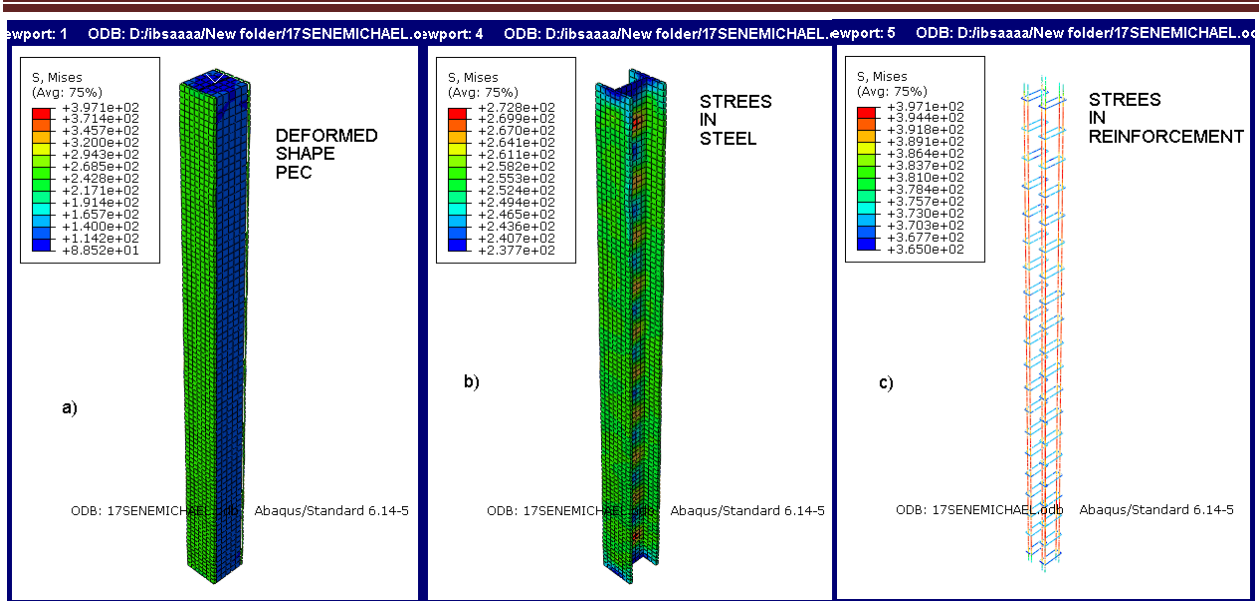 ewport: 1 ODB: D:/ibsaaaa/New folder/17SENEMICHAEL.o
S, Mises
(Avg: 75%)
+3.971e+02
+3.714e+02
+3.457e+02
+3.200e+02
+2.943e+02
+2.685e+02
+2.428e+02
+2.171e+02
+1.914e+02
+1.657e+02
+1.400e+02
+1.142e+02
+8.852e+01
DEFORMED
SHAPE
PEC
a)
ODB: 17SENEMICHAEL.odb Abaqus/Standard 6.14-5
ewport: 4 ODB: D:/ibsaaaa/New folder/17SENEMICHAEL.
S, Mises
(Avg: 75%)
+2.728e+02
+2.699e+02
+2.670e+02
+2.641e+02
+2.611e+02
+2.582e+02
+2.553e+02
+2.524e+02
+2.494e+02
+2.465e+02
+2.436e+02
+2.407e+02
+2.377e+02
STREES
IN
STEEL
b)
ODB: 17SENEMICHAEL.odb Abaqus/Standard 6.14-5
ewport: 5 ODB: D:/ibsaaaa/New folder/17SENEMICHAEL.od
S, Mises
(Avg: 75%)
+3.971e+02
+3.944e+02
+3.918e+02
+3.891e+02
+3.864e+02
+3.837e+02
+3.810e+02
+3.784e+02
+3.757e+02
+3.730e+02
+3.703e+02
+3.677e+02
+3.650e+02
STREES
IN
REINFORCEMENT
c)
ODB: 17SENEMICHAEL.odb Abaqus/Standard 6.14-5